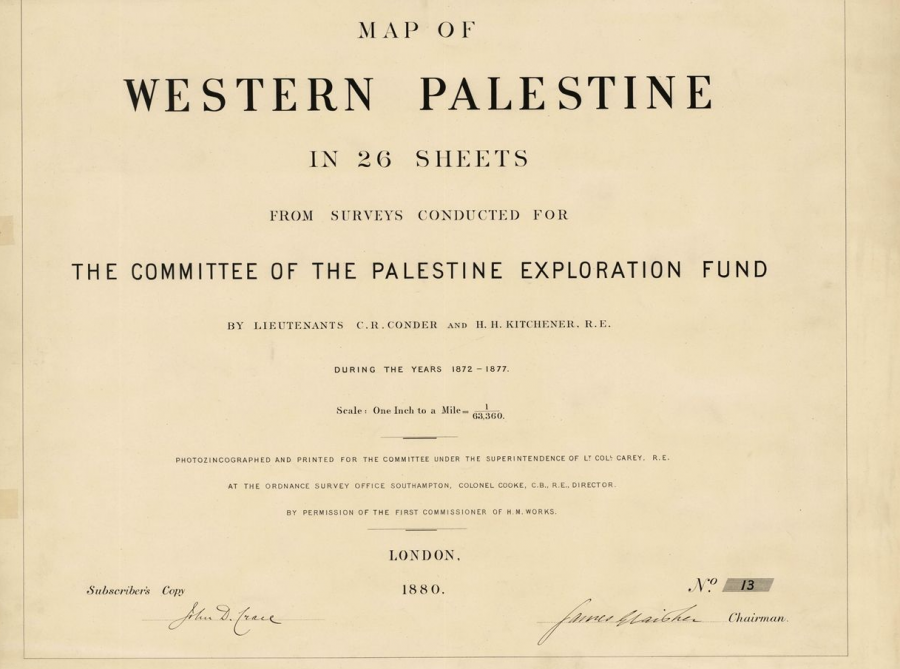 MAP OF
WESTERN PALESTINE
IN 26 SHEETS
FROM SURVEYS CONDUCTED FOR
THE COMMITTEE OF THE PALESTINE EXPLORATION FUND
BY LIEUTENANTS C.R. CONDER AND H.H. KITCHENER. R.E.
DURING THE YEARS 1872-1877.
Scale: One Inch to a Mile = 1/63,360.
PHOTOZINCOGRAPHED AND PRINTED FOR THE COMMITTEE UNDER THE SUPERINTENDENCE OF LT COLL CAREY. R.E.
AT THE ORDNANCE SURVEY OFFICE SOUTHAMPTON, COLONEL COOKE, C.B., R.E., DIRECTOR.
BY PERMISSION OF THE FIRST COMMISSIONER OF H.M. WORKS.
LONDON.
1880.
Subscriber's Copy
No. 13
John D. Crace
James Glaisher Chairman.